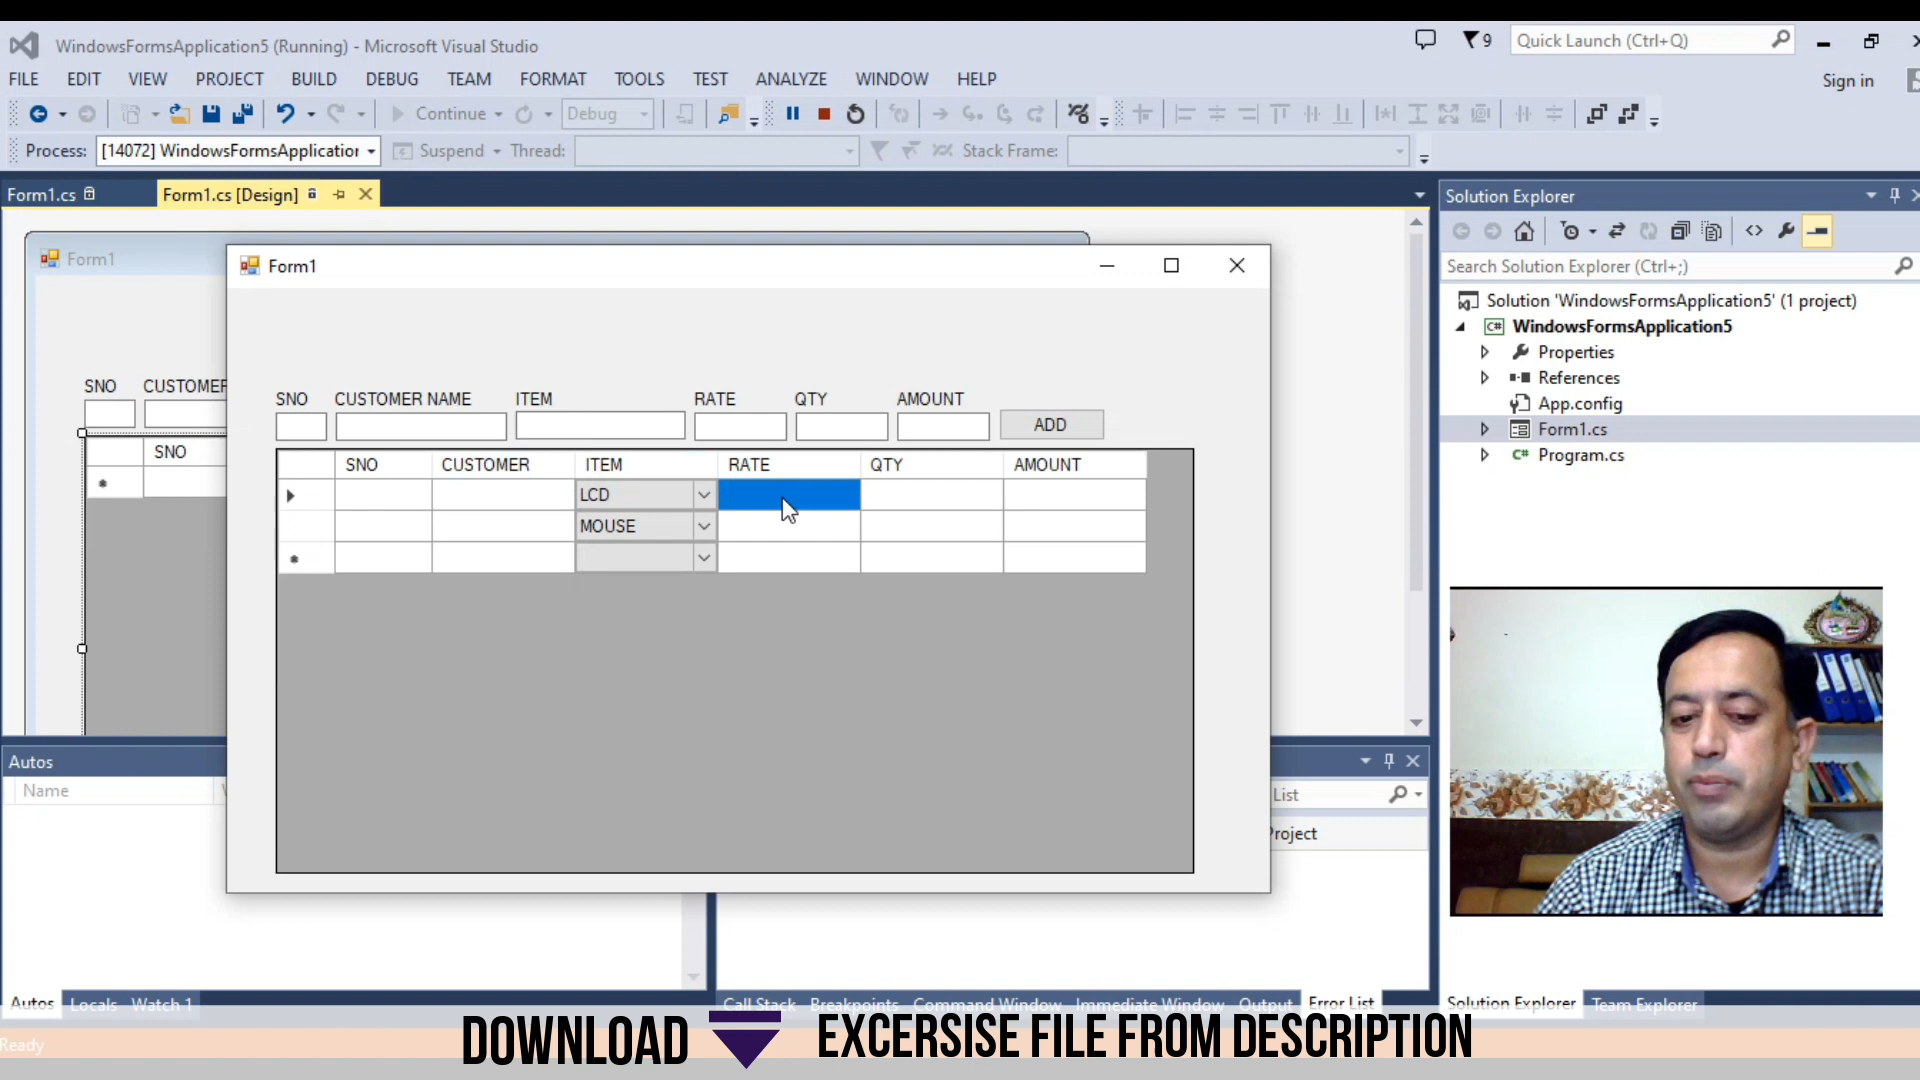 WindowsFormsApplication5 (Running) - Microsoft Visual Studio
9
Quick Launch (Ctrl+Q)
FILE EDIT VIEW PROJECT BUILD DEBUG TEAM FORMAT TOOLS TEST ANALYZE WINDOW HELP
Sign in
Continue
Debug
Process: [14072] WindowsFormsApplication
Suspend
Thread:
Stack Frame:
Form1.cs
Form1.cs [Design]
Solution Explorer
Search Solution Explorer (Ctrl+;)
Solution 'WindowsFormsApplication5' (1 project)
C# WindowsFormsApplication5
Properties
References
App.config
Form1.cs
C# Program.cs
Form1
SNO CUSTOMER
SNO
Form1
SNO CUSTOMER NAME ITEM RATE QTY AMOUNT
ADD
SNO CUSTOMER ITEM RATE QTY AMOUNT
LCD
MOUSE
Autos
Name
List
Project
Autos Locals Watch 1
Call Stack Breakpoints Command Window Immediate Window Output Error List
Solution Explorer Team Explorer
Ready
DOWNLOAD EXCERSISE FILE FROM DESCRIPTION